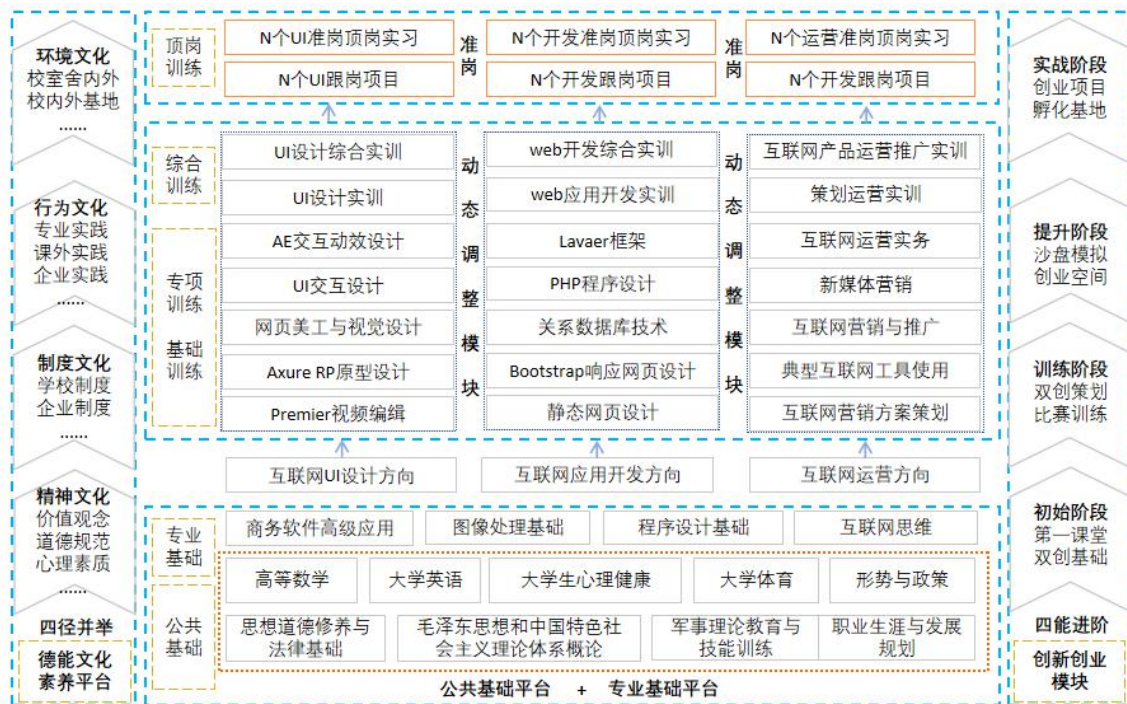 环境文化
校室舍内外
校内外基地
......
行为文化
专业实践
课外实践
企业实践
......
制度文化
学校制度
企业制度
......
精神文化
价值观念
道德规范
心理素质
......
四径并举
德能文化
素养平台
顶岗
训练
N个UI准岗顶岗实习
准
岗
N个开发准岗顶岗实习
准
岗
N个运营准岗顶岗实习
N个UI跟岗项目
N个开发跟岗项目
N个开发跟岗项目
综合
训练
专项
训练
基础
训练
UI设计综合实训
UI设计实训
AE交互动效设计
UI交互设计
网页美工与视觉设计
Axure RP原型设计
Premier视频编缉
动
态
调
整
模
块
web开发综合实训
web应用开发实训
Lavaer框架
PHP程序设计
关系数据库技术
Bootstrap响应网页设计
静态网页设计
动
态
调
整
模
块
互联网产品运营推广实训
策划运营实训
互联网运营实务
新媒体营销
互联网营销与推广
典型互联网工具使用
互联网营销方案策划
互联网UI设计方向
互联网应用开发方向
互联网运营方向
专业
基础
商务软件高级应用
图像处理基础
程序设计基础
互联网思维
公共
基础
高等数学
大学英语
大学生心理健康
大学体育
形势与政策
思想道德修养与
法律基础
毛泽东思想和中国特色社
会主义理论体系概论
军事理论教育与
技能训练
职业生涯与发展
规划
公共基础平台 + 专业基础平台
实战阶段
创业项目
孵化基地
提升阶段
沙盘模拟
创业空间
训练阶段
双创策划
比赛训练
初始阶段
第一课堂
双创基础
四能进阶
创新创业
模块